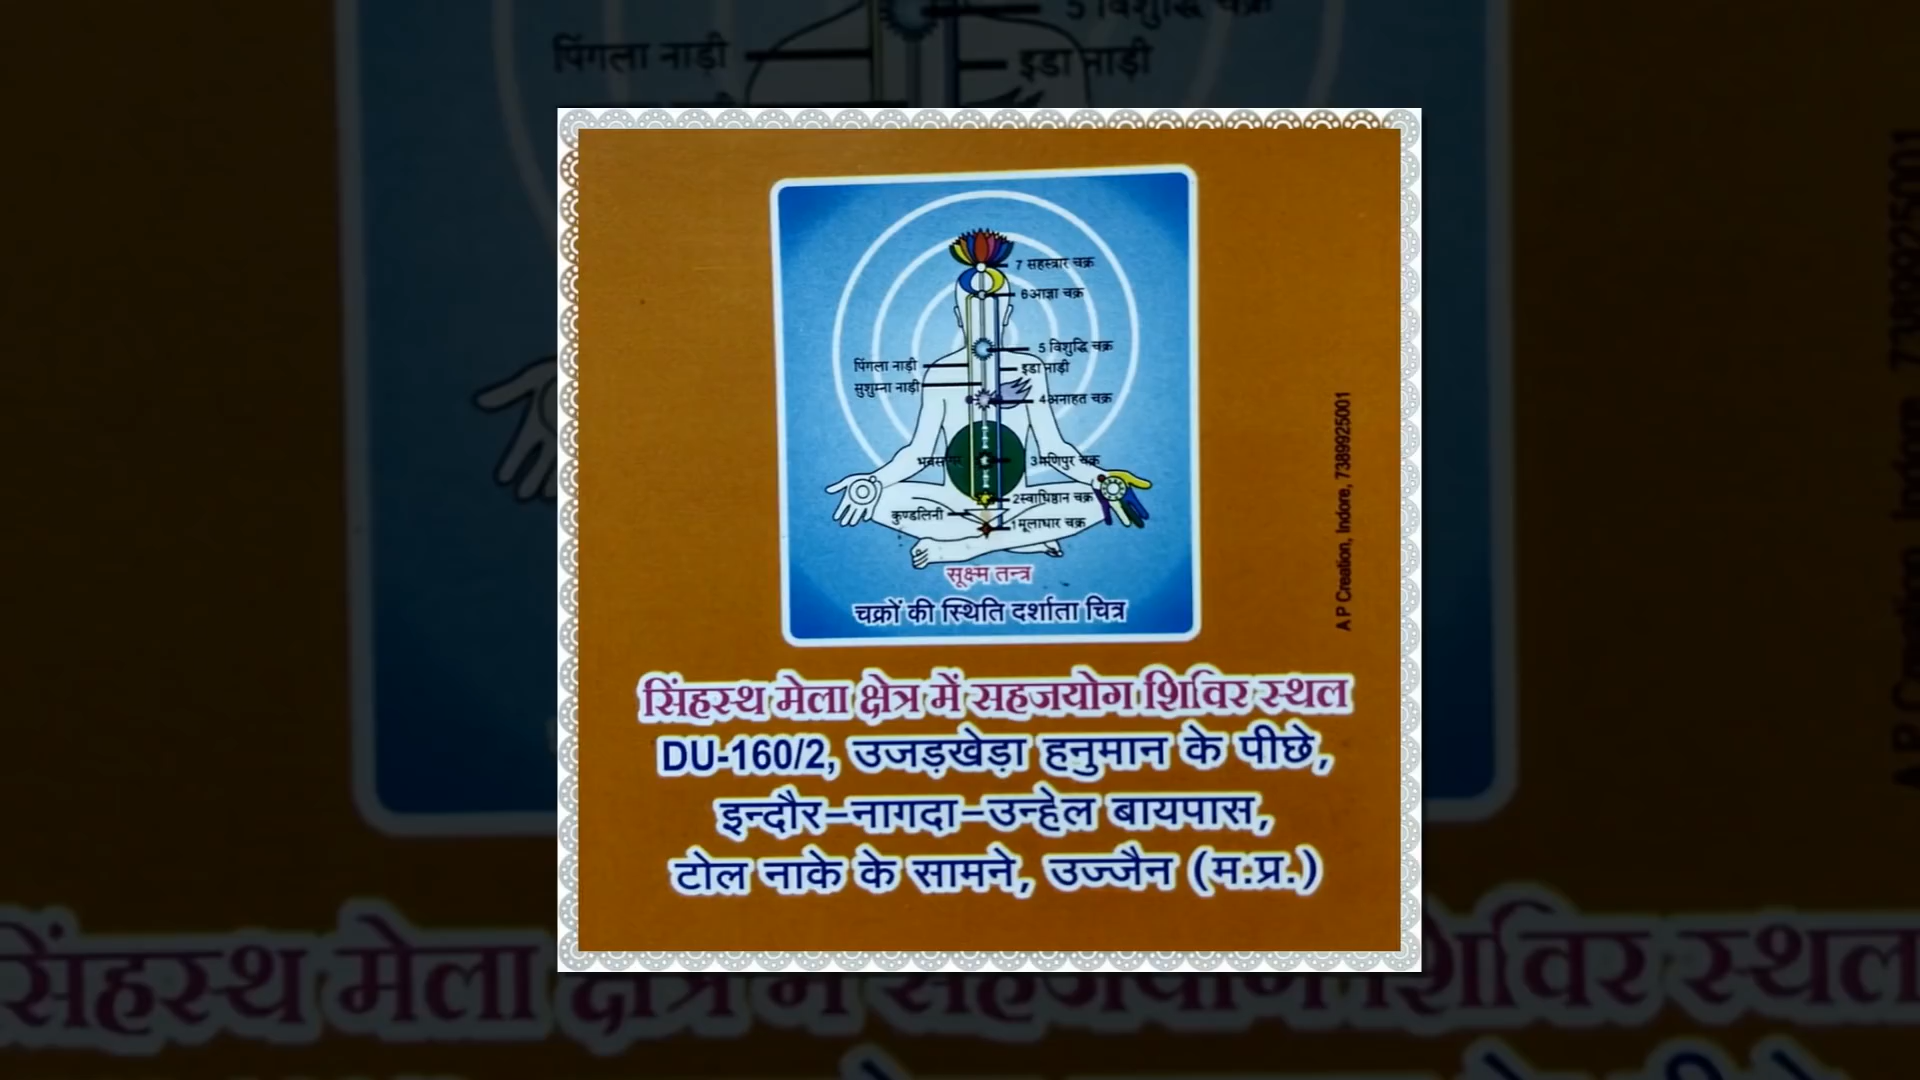 7 सहस्त्रार चक्र
6 आज्ञा चक्र
5 विशुद्धि चक्र
पिंगला नाड़ी
इडा नाड़ी
सुशुम्ना नाड़ी
4 अनाहत चक्र
भवसागर
3 मणिपुर चक्र
2 स्वाधिष्ठान चक्र
कुण्डलिनी
1 मूलाधार चक्र
सूक्ष्म तन्त्र
चक्रों की स्थिति दर्शाता चित्र
A P Creation, Indore, 7389925001
सिंहस्थ मेला क्षेत्र में सहजयोग शिविर स्थल
DU-160/2, उजड़खेड़ा हनुमान के पीछे,
इन्दौर-नागदा-उन्हेल बायपास,
टोल नाके के सामने, उज्जैन (म.प्र.)